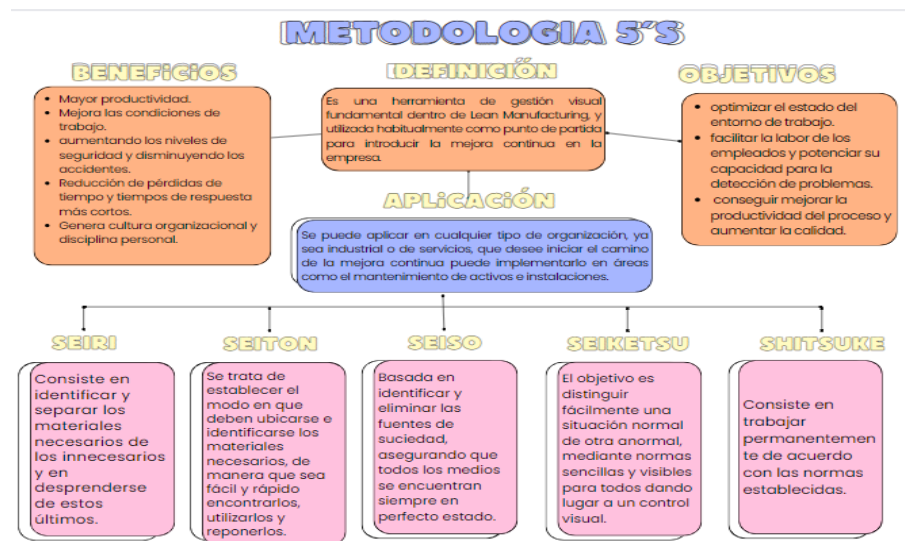 METODOLOGIA 5´S
BENEFICIOS
Mayor productividad.
Mejora las condiciones de
trabajo.
aumentando los niveles de
seguridad y disminuyendo los
accidentes.
Reducción de pérdidas de
tiempo y tiempos de respuesta
más cortos.
Genera cultura organizacional y
disciplina personal.
DEFINICIÓN
Es una herramienta de gestión visual
fundamental dentro de Lean Manufacturing, y
utilizada habitualmente como punto de partida
para introducir la mejora continua en la
empresa.
OBJETIVOS
optimizar el estado del
entorno de trabajo.
facilitar la labor de los
empleados y potenciar su
capacidad para la
detección de problemas.
conseguir mejorar la
productividad del proceso y
aumentar la calidad.
APLICACIÓN
Se puede aplicar en cualquier tipo de organización, ya
sea industrial o de servicios, que desee iniciar el camino
de la mejora continua puede implementarlo en áreas
como el mantenimiento de activos e instalaciones.
SEIRI
Consiste en
identificar y
separar los
materiales
necesarios de
los innecesarios
y en
desprenderse
de estos
últimos.
SEITON
Se trata de
establecer el
modo en que
deben ubicarse e
identificarse los
materiales
necesarios, de
manera que sea
fácil y rápido
encontrarlos,
utilizarlos y
reponerlos.
SEISO
Basada en
identificar y
eliminar las
fuentes de
suciedad,
asegurando que
todos los medios
se encuentran
siempre en
perfecto estado.
SEIKETSU
El objetivo es
distinguir
fácilmente una
situación normal
de otra anormal,
mediante normas
sencillas y visibles
para todos dando
lugar a un control
visual.
SHITSUKE
Consiste en
trabajar
permanentemen
te de acuerdo
con las normas
establecidas.